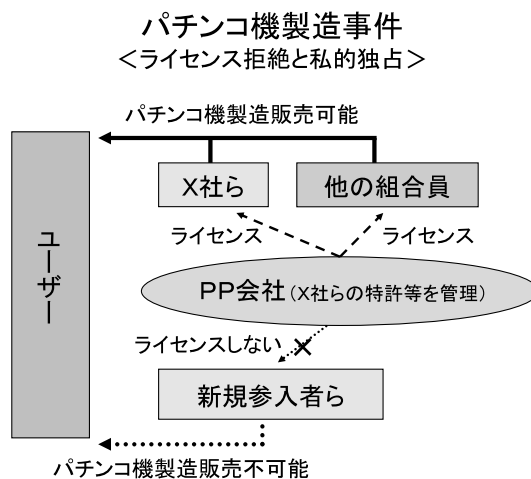 パチンコ機製造事件
＜ライセンス拒絶と私的独占＞
パチンコ機製造販売可能
X社ら
他の組合員
ライセンス
ライセンス
ユーザー
PP会社（X社らの特許等を管理）
ライセンスしない
新規参入者ら
パチンコ機製造販売不可能